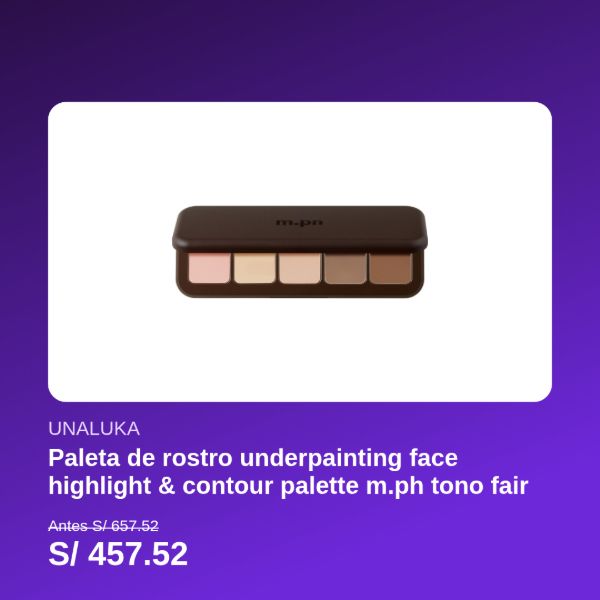 m.ph
UNALUKA
Paleta de rostro underpainting face
highlight & contour palette m.ph tono fair
Antes S/ 657.52
S/ 457.52